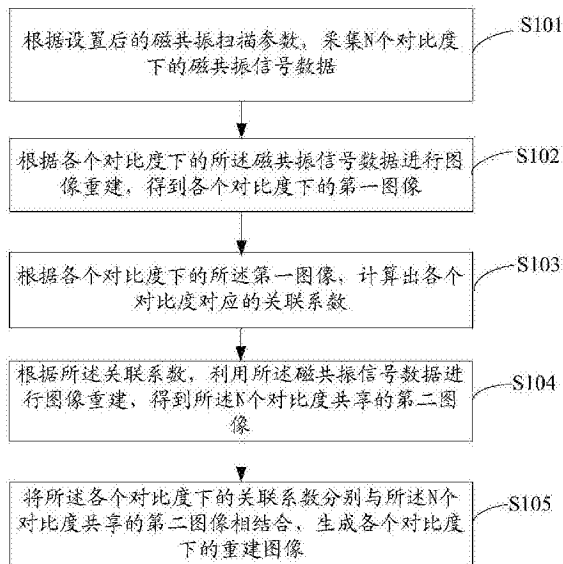 根据设置后的磁共振扫描参数，采集N个对比度
下的磁共振信号数据
S101
根据各个对比度下的所述磁共振信号数据进行图
像重建，得到各个对比度下的第一图像
S102
根据各个对比度下的所述第一图像，计算出各个
对比度对应的关联系数
S103
根据所述关联系数，利用所述磁共振信号数据进
行图像重建，得到所述N个对比度共享的第二图
像
S104
将所述各个对比度下的关联系数分别与所述N个
对比度共享的第二图像相结合，生成各个对比度
下的重建图像
S105